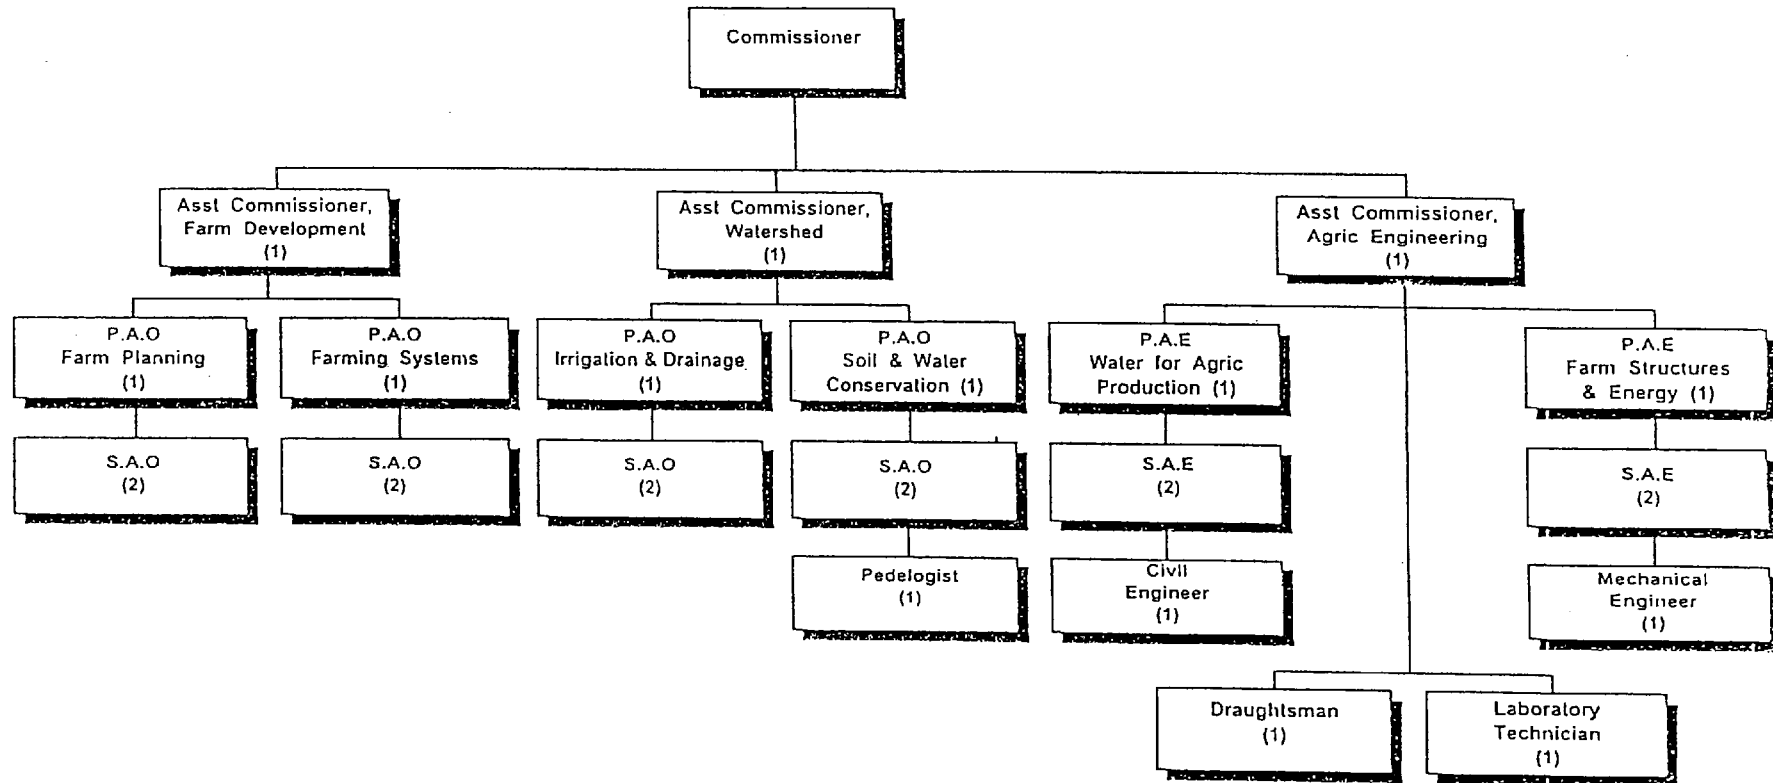 Commissioner
Asst Commissioner,
Farm Development
(1)
Asst Commissioner,
Watershed
(1)
Asst Commissioner,
Agric Engineering
(1)
P.A.O
Farm Planning
(1)
P.A.O
Farming Systems
(1)
P.A.O
Irrigation & Drainage
(1)
P.A.O
Soil & Water
Conservation (1)
P.A.E
Water for Agric
Production (1)
P.A.E
Farm Structures
& Energy (1)
S.A.O
(2)
S.A.O
(2)
S.A.O
(2)
S.A.O
(2)
S.A.E
(2)
S.A.E
(2)
Pedelogist
(1)
Civil
Engineer
(1)
Mechanical
Engineer
(1)
Draughtsman
(1)
Laboratory
Technician
(1)